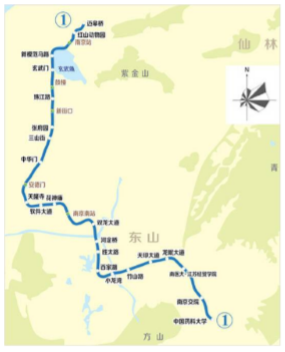 ①
迈皋桥
红山动物园
南京站
新模范马路
玄武门
玄武湖
鼓楼
珠江路
新街口
张府园
三山街
中华门
安德门
天隆寺
软件大道
花神庙
南京南站
双龙大道
河定桥
胜太路
百家湖
小龙湾
竹山路
天印大道
龙眠大道
南医大·江苏经贸学院
南京交院
中国药科大学
①
仙林
紫金山
N
东山
方山
青